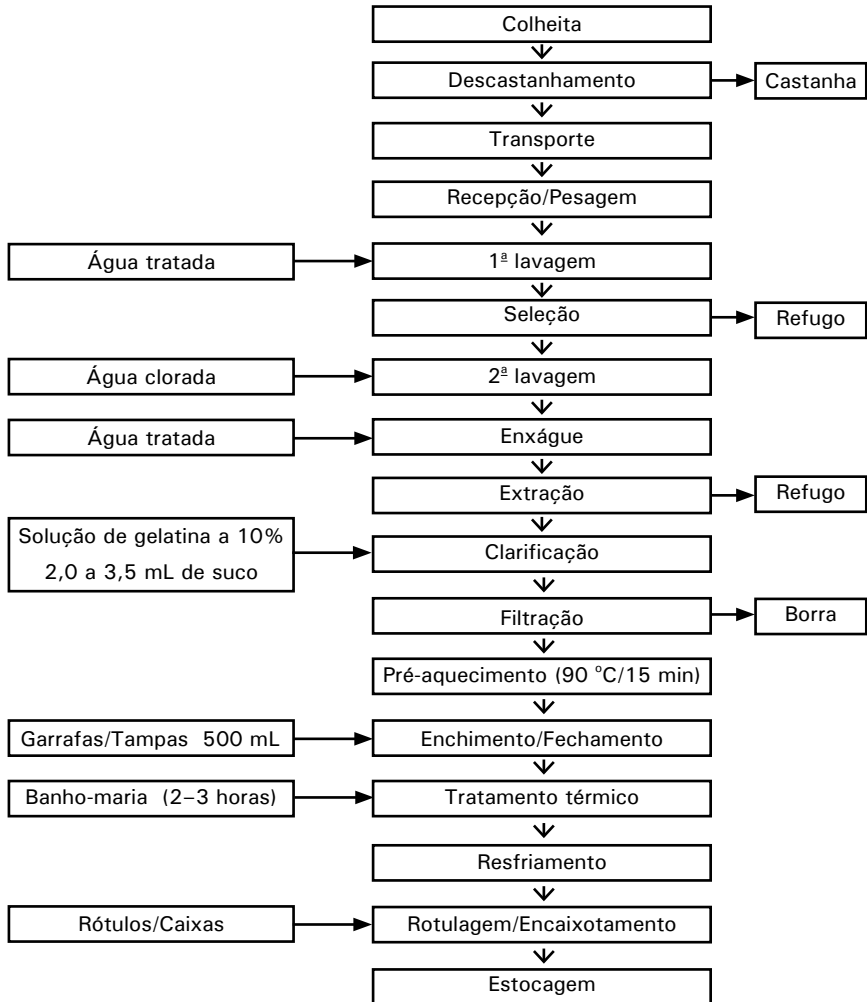 Colheita
Descastanhamento
Castanha
Transporte
Recepção/Pesagem
Água tratada
1ª lavagem
Seleção
Refugo
Água clorada
2ª lavagem
Água tratada
Enxágue
Extração
Refugo
Solução de gelatina a 10%
2,0 a 3,5 mL de suco
Clarificação
Filtração
Borra
Pré-aquecimento (90 °C/15 min)
Garrafas/Tampas 500 mL
Enchimento/Fechamento
Banho-maria (2–3 horas)
Tratamento térmico
Resfriamento
Rótulos/Caixas
Rotulagem/Encaixotamento
Estocagem